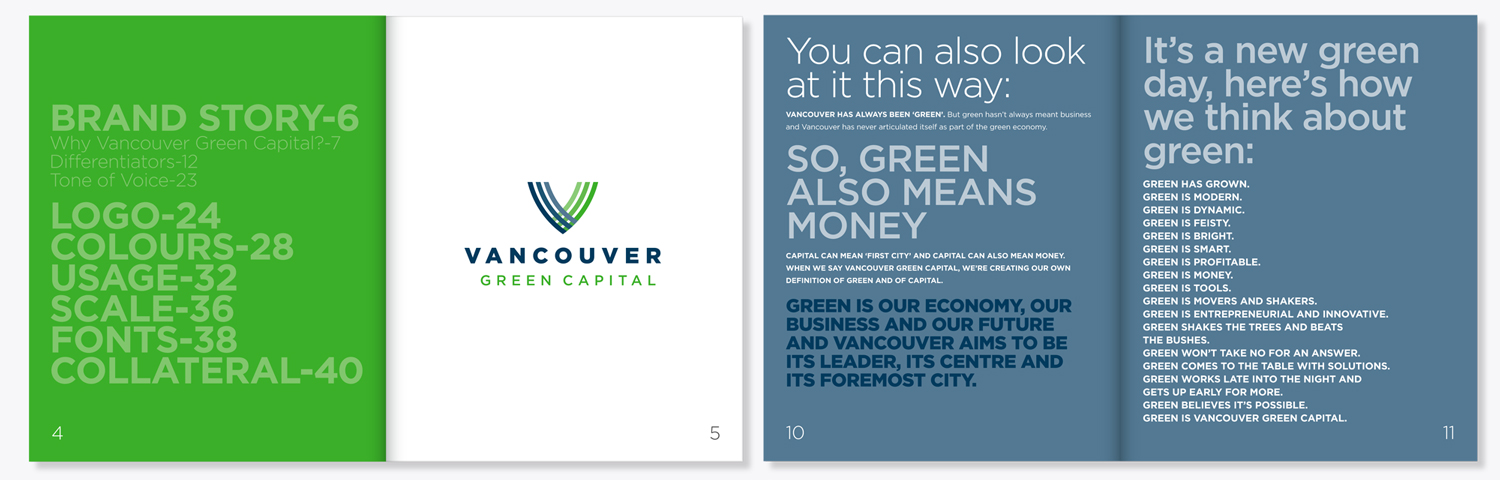 BRAND STORY-6
Why Vancouver Green Capital?-7
Differentiators-12
Tone of Voice-23
LOGO-24
COLOURS-28
USAGE-32
SCALE-36
FONTS-38
COLLATERAL-40
4
VANCOUVER
GREEN CAPITAL
5
You can also look
at it this way:
VANCOUVER HAS ALWAYS BEEN ‘GREEN’. But green hasn’t always meant business
and Vancouver has never articulated itself as part of the green economy.
SO, GREEN
ALSO MEANS
MONEY
CAPITAL CAN MEAN ‘FIRST CITY’ AND CAPITAL CAN ALSO MEAN MONEY.
WHEN WE SAY VANCOUVER GREEN CAPITAL, WE’RE CREATING OUR OWN
DEFINITION OF GREEN AND OF CAPITAL.
GREEN IS OUR ECONOMY, OUR
BUSINESS AND OUR FUTURE
AND VANCOUVER AIMS TO BE
ITS LEADER, ITS CENTRE AND
ITS FOREMOST CITY.
10
It’s a new green
day, here’s how
we think about
green:
GREEN HAS GROWN.
GREEN IS MODERN.
GREEN IS DYNAMIC.
GREEN IS FEISTY.
GREEN IS BRIGHT.
GREEN IS SMART.
GREEN IS PROFITABLE.
GREEN IS MONEY.
GREEN IS TOOLS.
GREEN IS MOVERS AND SHAKERS.
GREEN IS ENTREPRENEURIAL AND INNOVATIVE.
GREEN SHAKES THE TREES AND BEATS
THE BUSHES.
GREEN WON’T TAKE NO FOR AN ANSWER.
GREEN COMES TO THE TABLE WITH SOLUTIONS.
GREEN WORKS LATE INTO THE NIGHT AND
GETS UP EARLY FOR MORE.
GREEN BELIEVES IT’S POSSIBLE.
GREEN IS VANCOUVER GREEN CAPITAL.
11